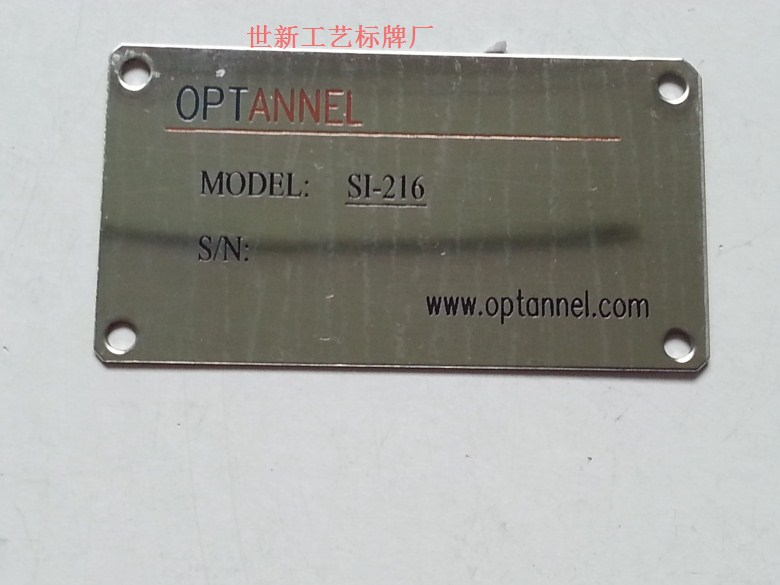 世新工艺标牌厂
OPTANNEL
MODEL: SI-216
S/N:
www.optannel.com